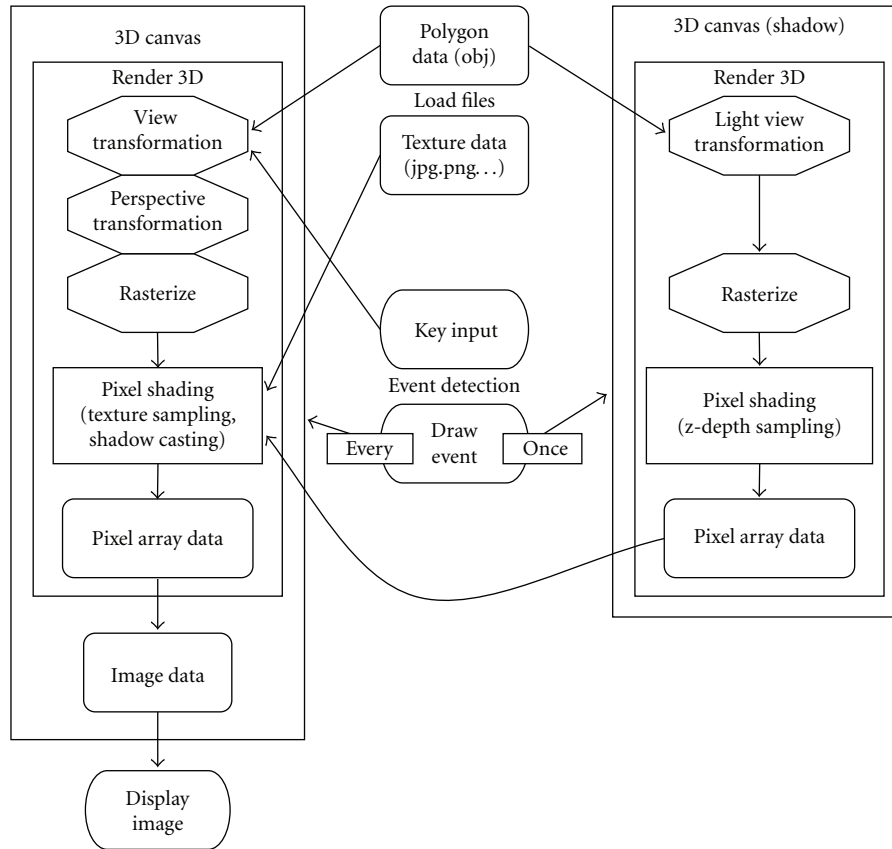 3D canvas
Render 3D
View
transformation
Perspective
transformation
Rasterize
Pixel shading
(texture sampling,
shadow casting)
Pixel array data
Image data
Display
image
Polygon
data (obj)
Load files
Texture data
(jpg.png. . .)
Key input
Event detection
Every
Draw
event
Once
3D canvas (shadow)
Render 3D
Light view
transformation
Rasterize
Pixel shading
(z-depth sampling)
Pixel array data